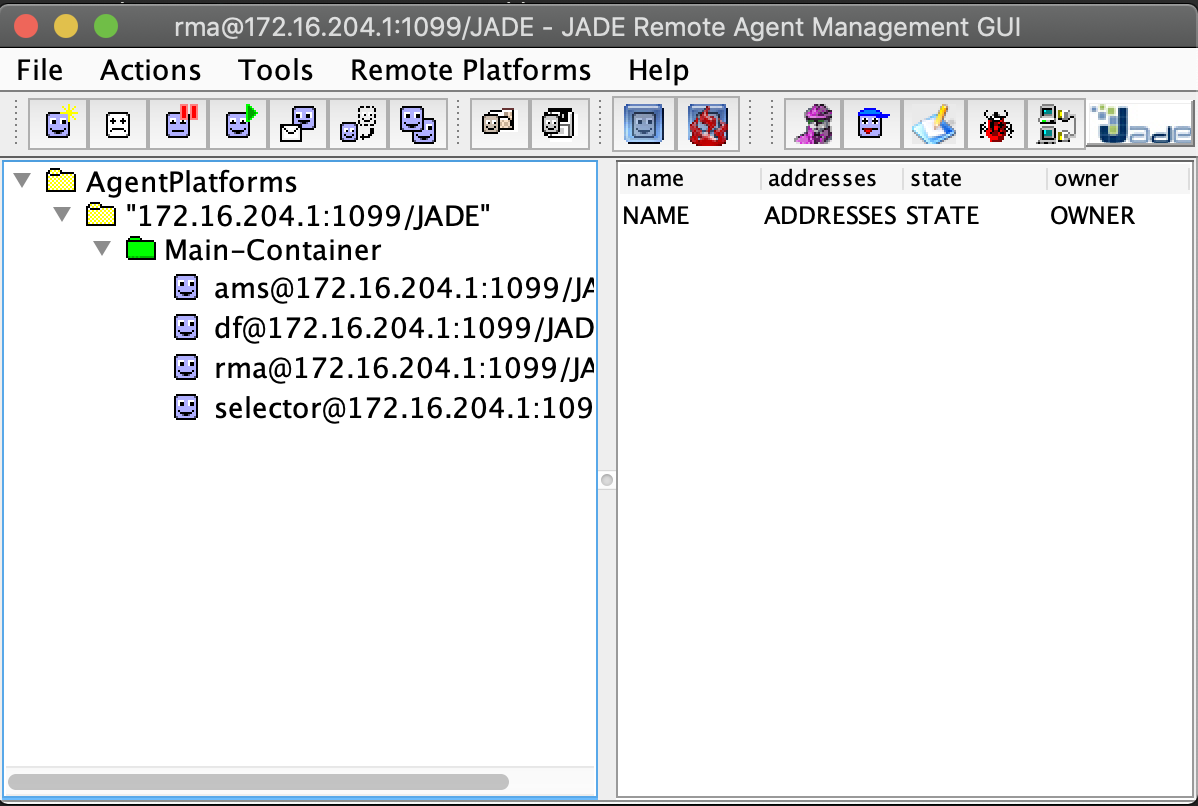 rma@172.16.204.1:1099/JADE - JADE Remote Agent Management GUI
File Actions Tools Remote Platforms Help
Jade
AgentPlatforms
"172.16.204.1:1099/JADE"
Main-Container
ams@172.16.204.1:1099/JA
df@172.16.204.1:1099/JAD
rma@172.16.204.1:1099/JA
selector@172.16.204.1:109
name addresses state owner
NAME ADDRESSES STATE OWNER